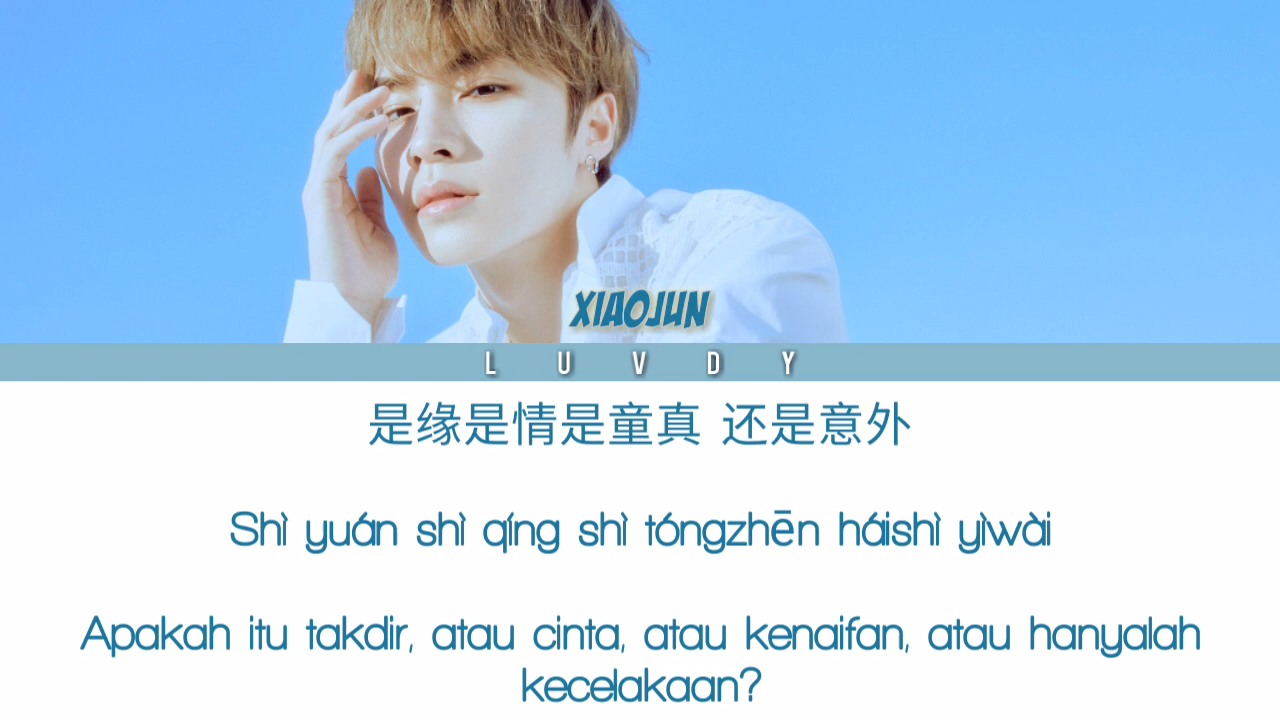 XIAOJUN
LUVDY
是缘是情是童真 还是意外
Shì yuán shì qíng shì tóngzhēn háishì yìwài
Apakah itu takdir, atau cinta, atau kenaifan, atau hanyalah
kecelakaan?